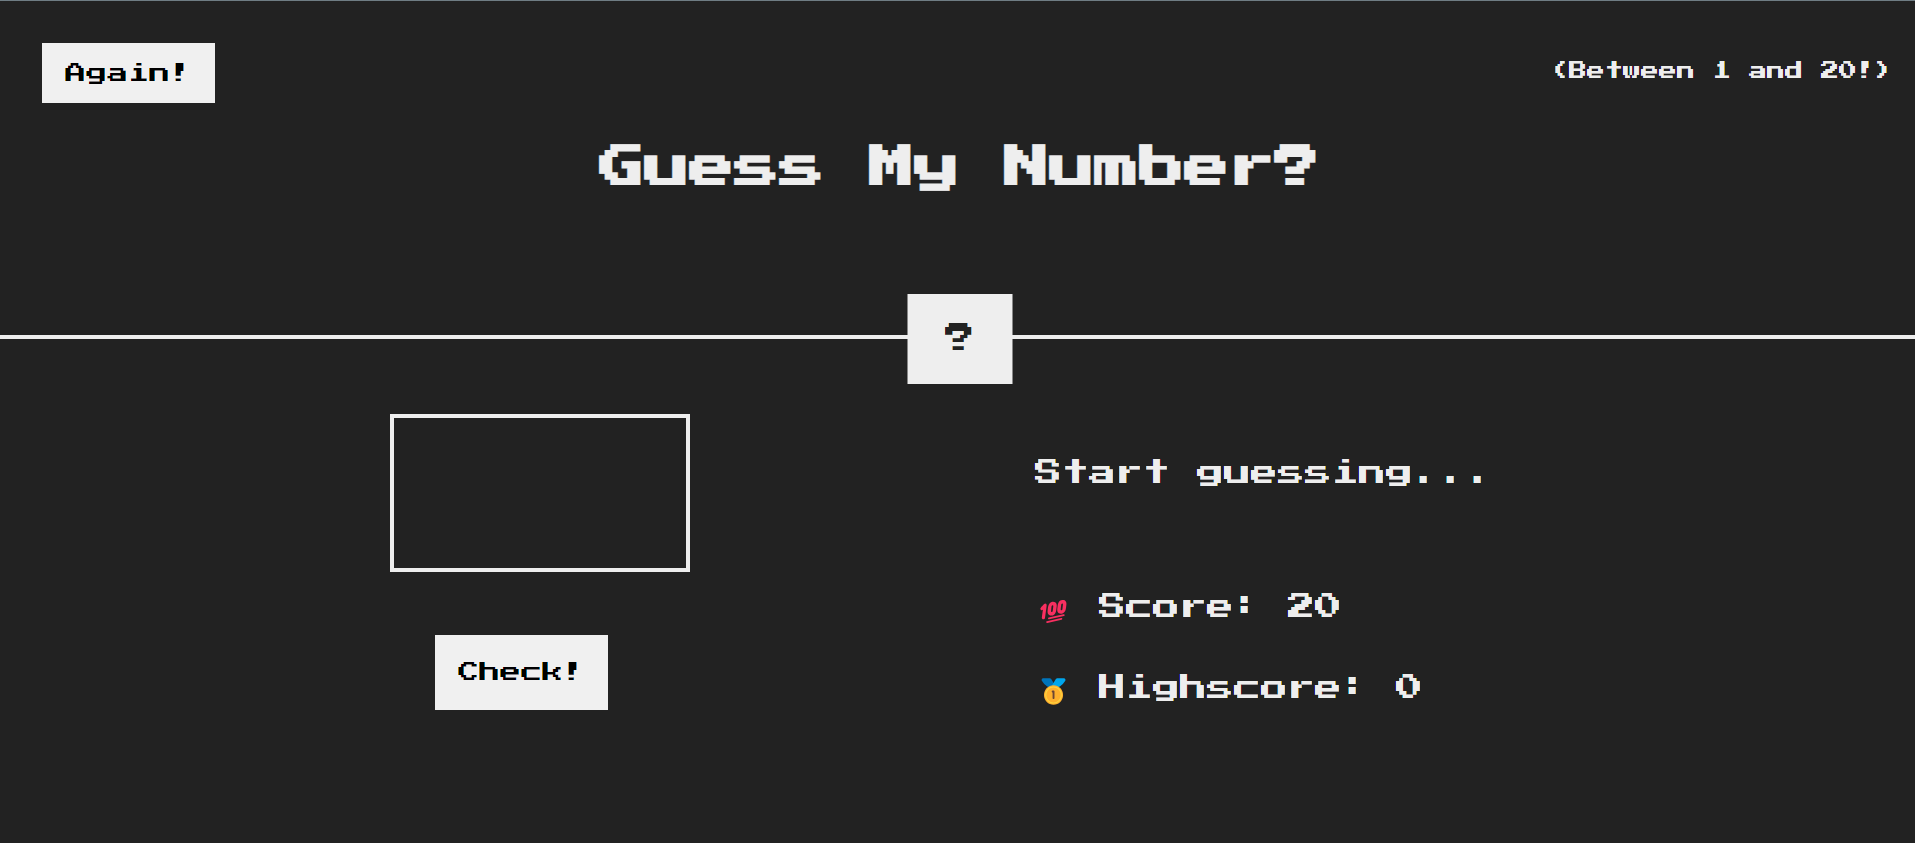 Again!
(Between 1 and 20!)
Guess My Number?
?
Start guessing...
💯 Score: 20
🥇 Highscore: 0
Check!